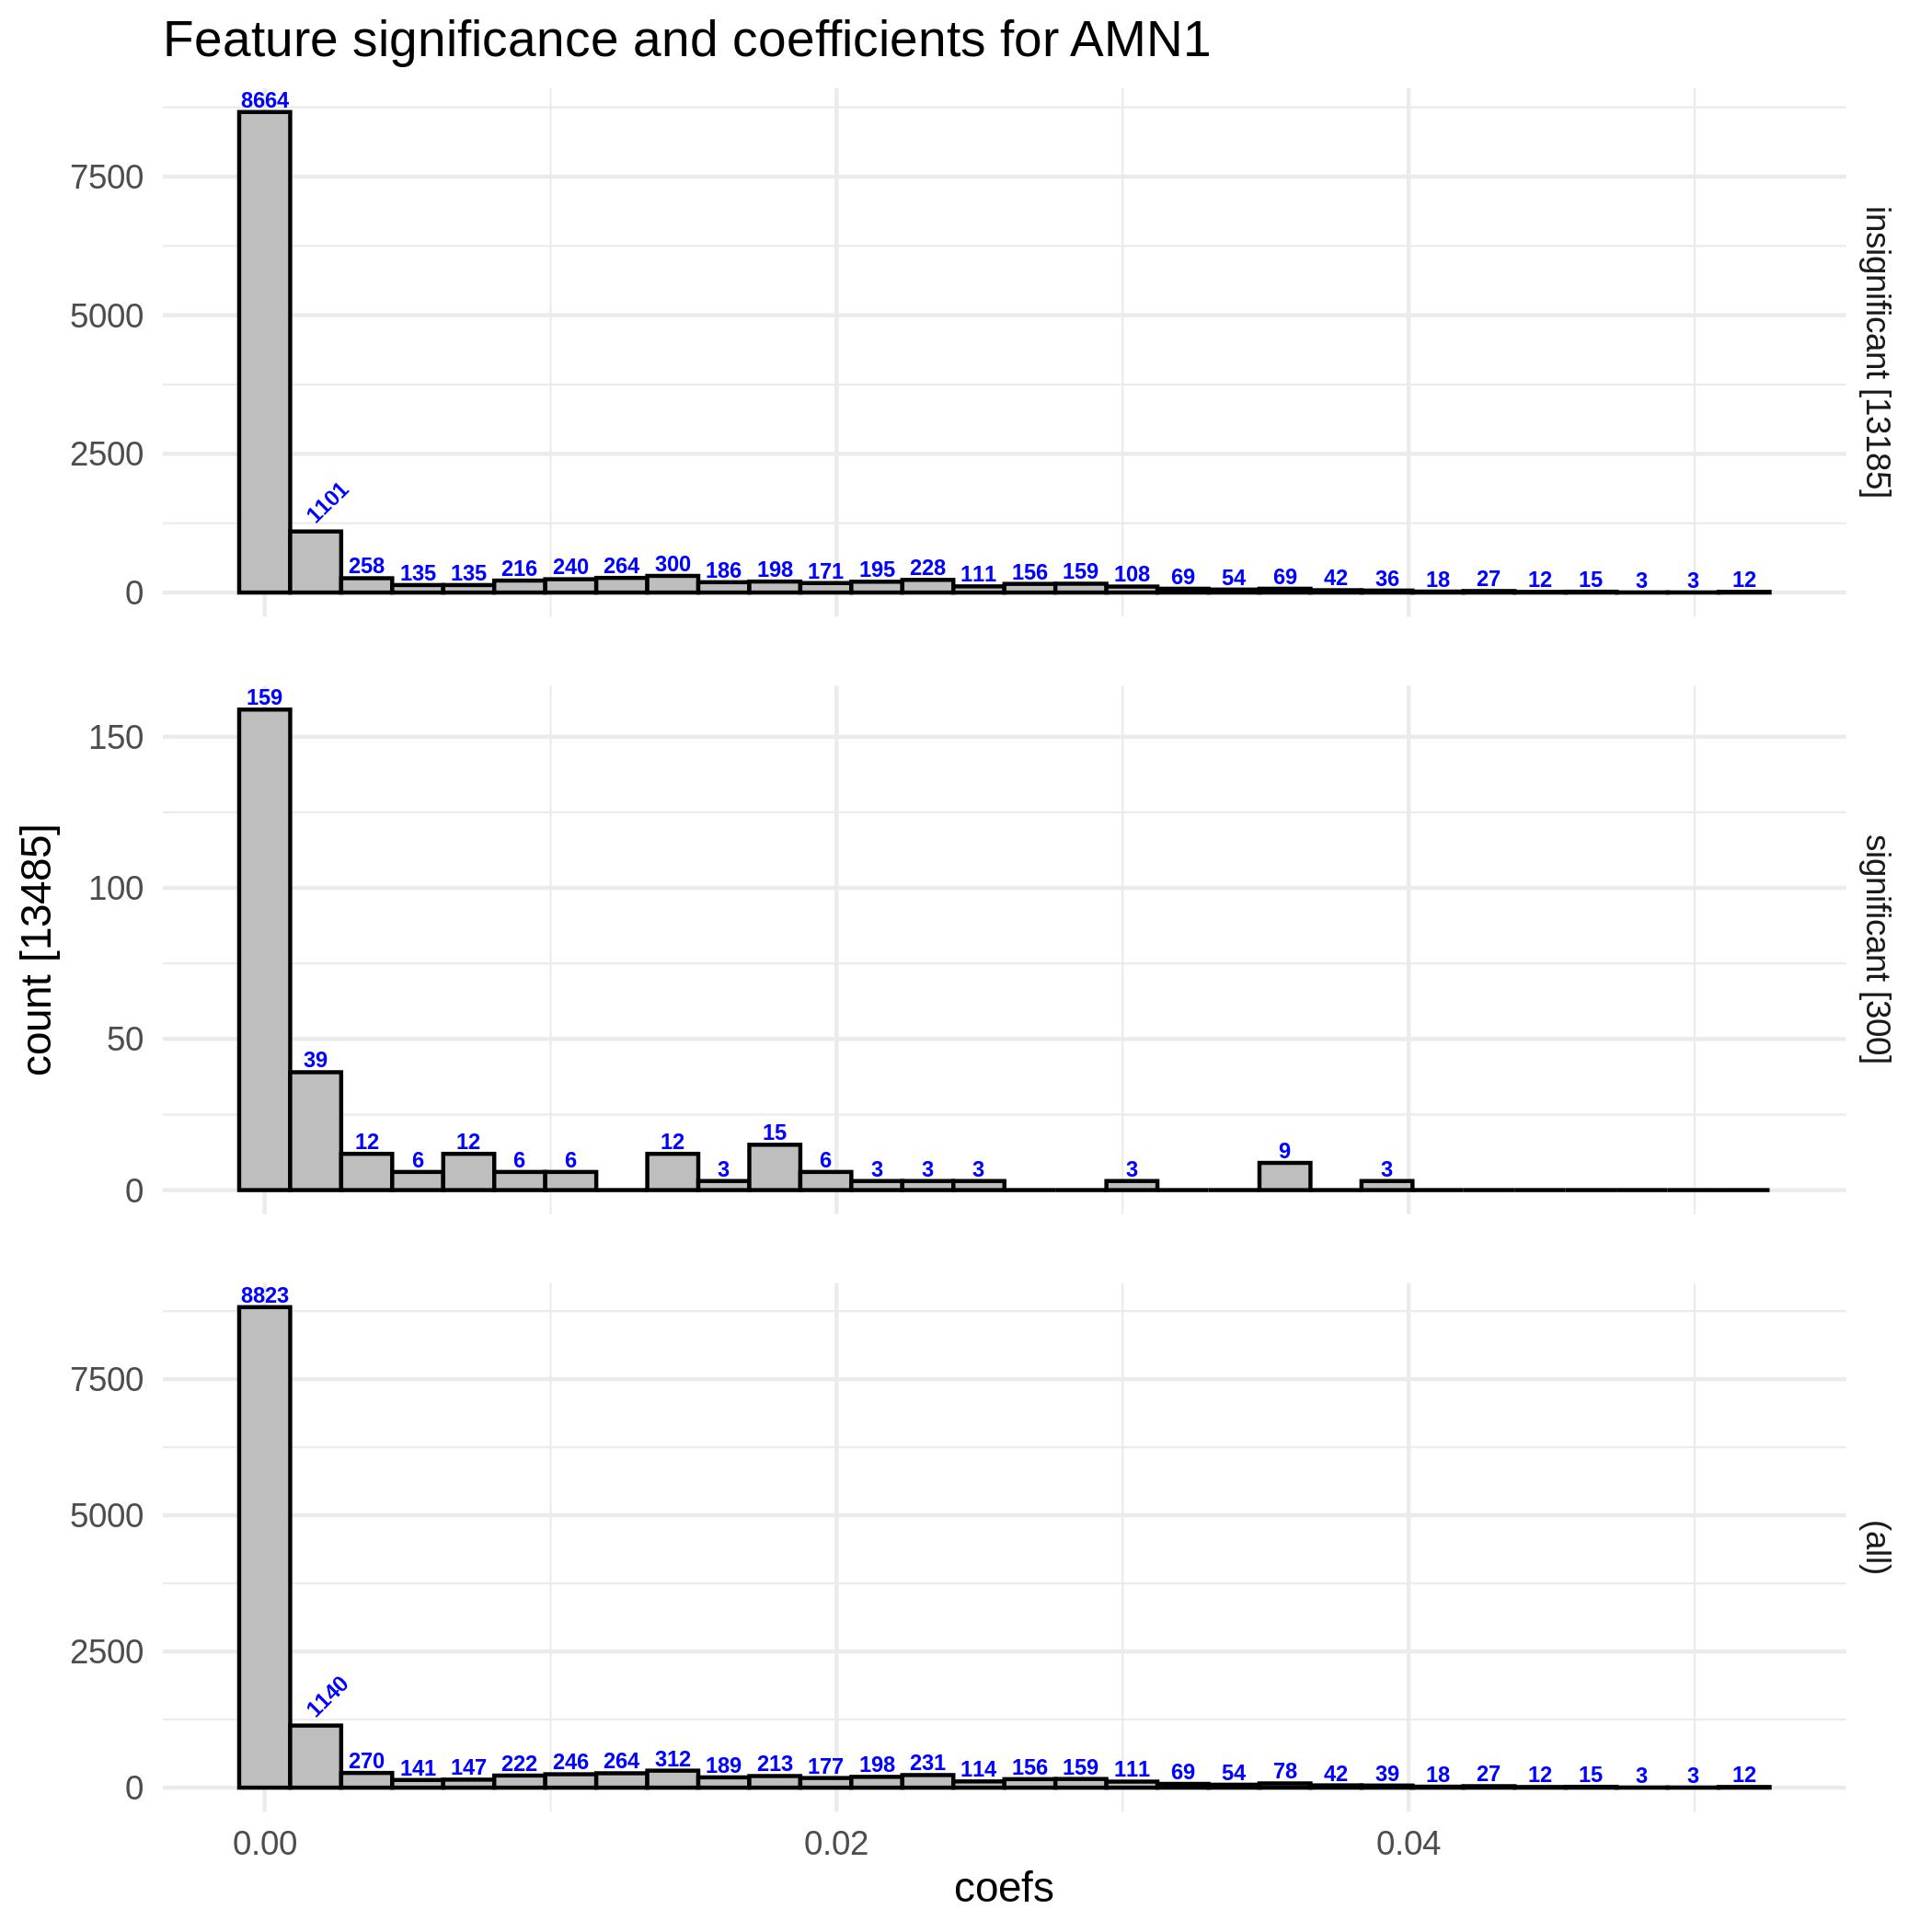 Feature significance and coefficients for AMN1
8664
7500
5000
2500
0
1101
258 135 135 216 240 264 300 186 198 171 195 228 111 156 159 108 69 54 69 42 36 18 27 12 15 3 3 12
insignificant [13185]
count [13485]
159
150
100
50
0
39
12 6 12 6 6 12 3 15 6 3 3 3 3 9 3
significant [300]
8823
7500
5000
2500
0
1140
270 141 147 222 246 264 312 189 213 177 198 231 114 156 159 111 69 54 78 42 39 18 27 12 15 3 3 12
(all)
0.00 0.02 0.04
coefs